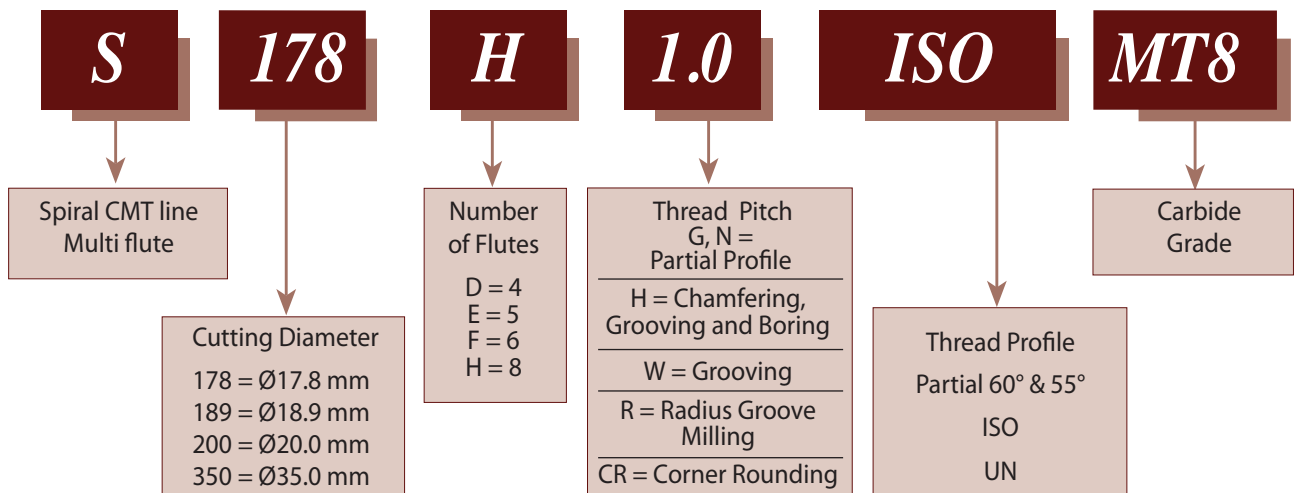 S 178 H 1.0 ISO MT8
Spiral CMT line
Multi flute
Cutting Diameter
178 = Ø17.8 mm
189 = Ø18.9 mm
200 = Ø20.0 mm
350 = Ø35.0 mm
Number
of Flutes
D = 4
E = 5
F = 6
H = 8
Thread Pitch
G, N =
Partial Profile
H = Chamfering,
Grooving and Boring
W = Grooving
R = Radius Groove
Milling
CR = Corner Rounding
Thread Profile
Partial 60° & 55°
ISO
UN
Carbide
Grade